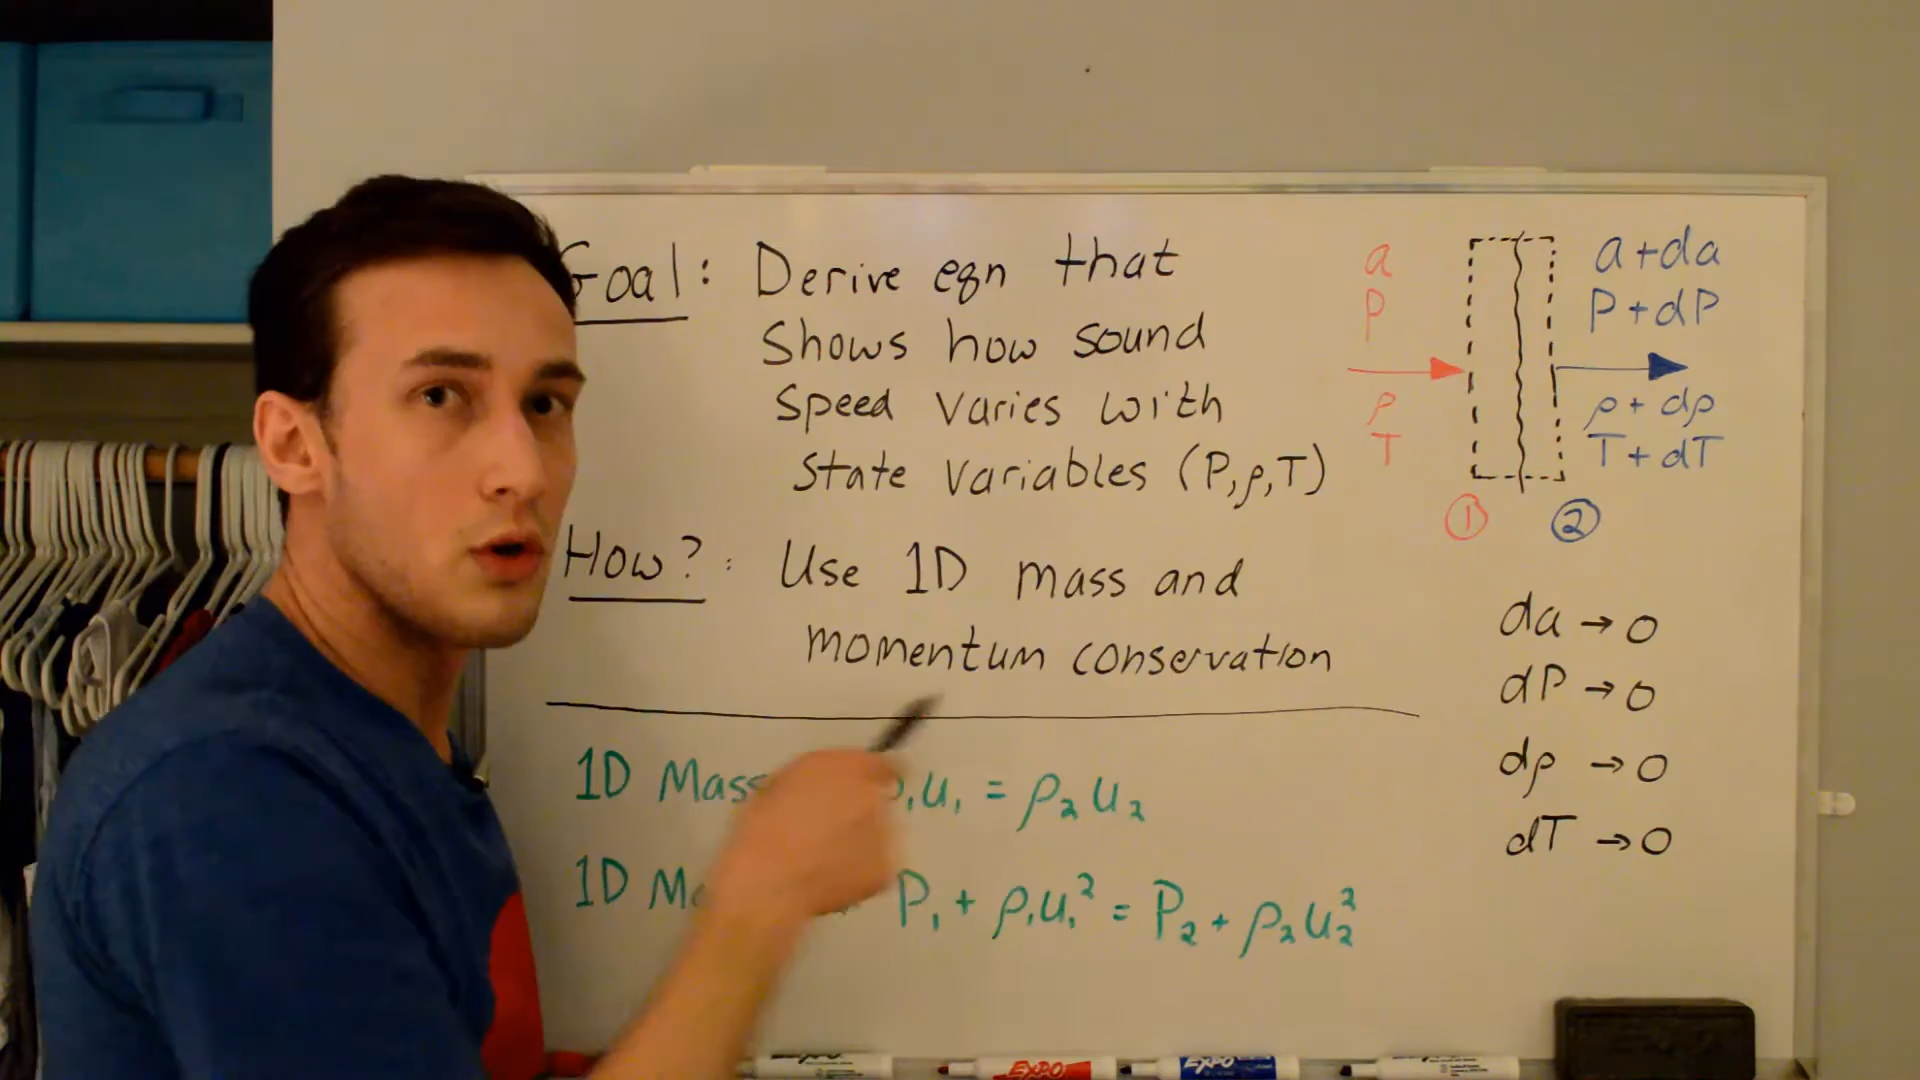 Goal: Derive eqn that
Shows how sound
Speed varies with
State variables (P,ρ,T)
How?: Use 1D mass and
momentum conservation
1D Mass ρ₁u₁ = ρ₂u₂
1D P₁ + ρ₁u₁² = P₂ + ρ₂u₂²
a
P
ρ
T
①
a+da
P+dP
ρ+dρ
T+dT
②
da → 0
dP → 0
dρ → 0
dT → 0
EXPO
EXPO